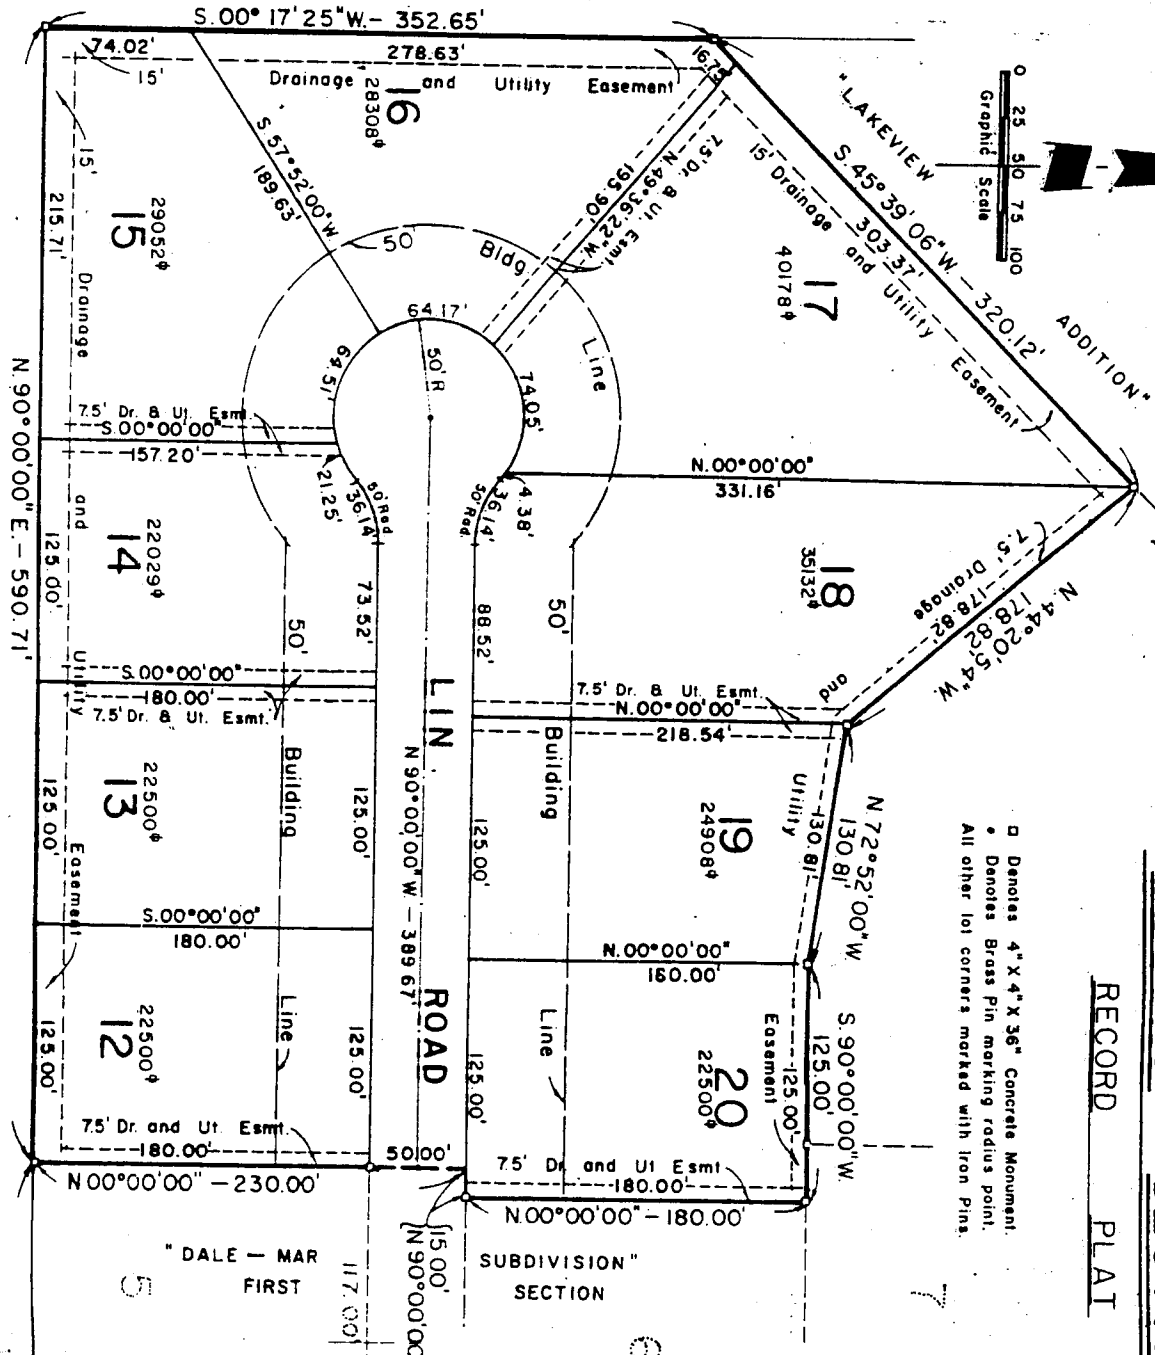 S. 00° 17' 25" W. - 352.65'
74.02'
278.63'
15'
Drainage and Utility Easement
16.75'
16
28308
S. 57° 52' 00" W
189.63'
15'
215.71'
15
29052
Drainage
50'
Bldg.
Line
64.17'
64.51'
50' R
74.05'
7.5' Dr. & Ut. Esmt.
N. 49° 36' 22" W.
195.90'
"LAKEVIEW ADDITION"
S. 45° 39' 06" W. - 320.12'
303.37'
15' Drainage and Utility Easement
17
40178
0 25 50 75 100
Graphic Scale
7.5' Dr. & Ut. Esmt.
S. 00° 00' 00"
157.20'
21.25'
36.14'
50' Rad.
4.38'
36.14'
50' Rad.
N. 00° 00' 00"
331.16'
N. 90° 00' 00" E. - 590.71'
and
125.00'
14
22029
73.52'
50'
88.52'
50'
18
35132
7.5' Drainage
178.82'
N. 44° 20' 54" W.
178.82'
and
Utility
S. 00° 00' 00"
180.00'
7.5' Dr. & Ut. Esmt.
7.5' Dr. & Ut. Esmt.
N. 00° 00' 00"
218.54'
LIN ROAD
N 90° 00' 00" W - 389.67'
Building
Building
13
22500
125.00'
125.00'
125.00'
19
24908
Utility
130.81'
N 72° 52' 00" W
130.81'
Easement
S. 00° 00' 00"
180.00'
N. 00° 00' 00"
160.00'
12
22500
125.00'
125.00'
Line
125.00'
Line
20
22500
Easement
125.00'
S. 90° 00' 00" W.
125.00'
7.5' Dr. and Ut. Esmt.
180.00'
N 00° 00' 00" - 230.00'
50.00'
7.5' Dr. and Ut. Esmt.
180.00'
N. 00° 00' 00" - 180.00'
15.00'
N 90° 00' 00
117.00'
"DALE — MAR SUBDIVISION"
FIRST SECTION
5
6
7
□ Denotes 4" X 4" X 36" Concrete Monument.
• Denotes Brass Pin marking radius point.
All other lot corners marked with Iron Pins.
RECORD PLAT